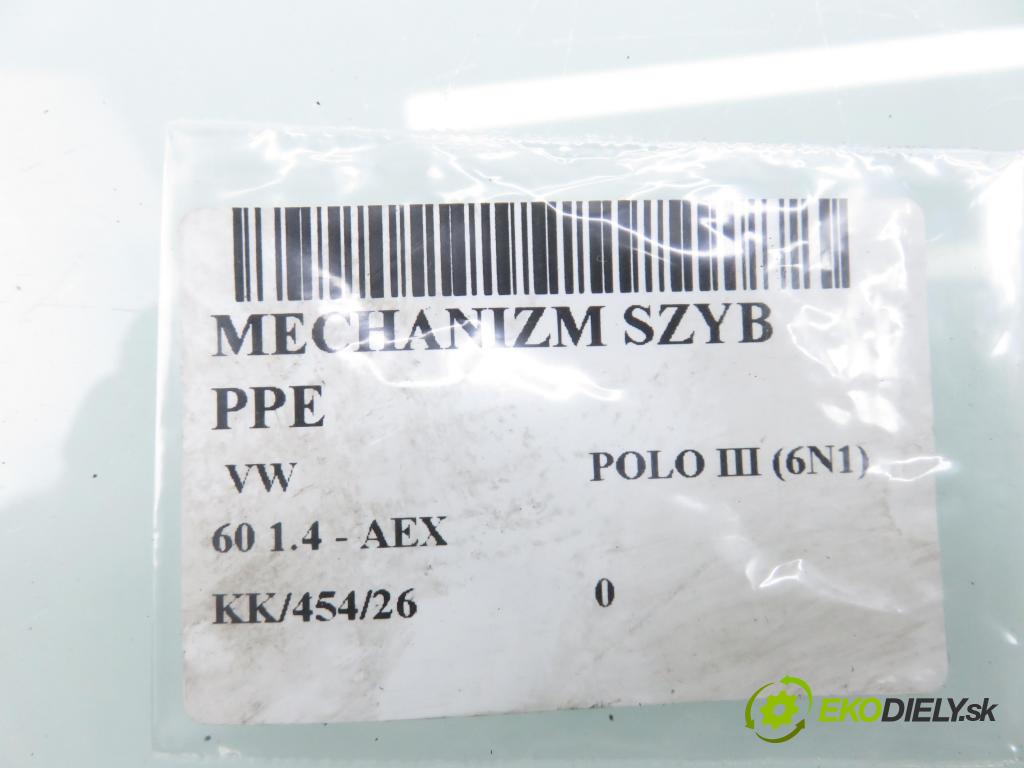 MECHANIZM SZYB
PPE
VW POLO III (6N1)
60 1.4 - AEX
KK/454/26 0
EKODIELY.sk